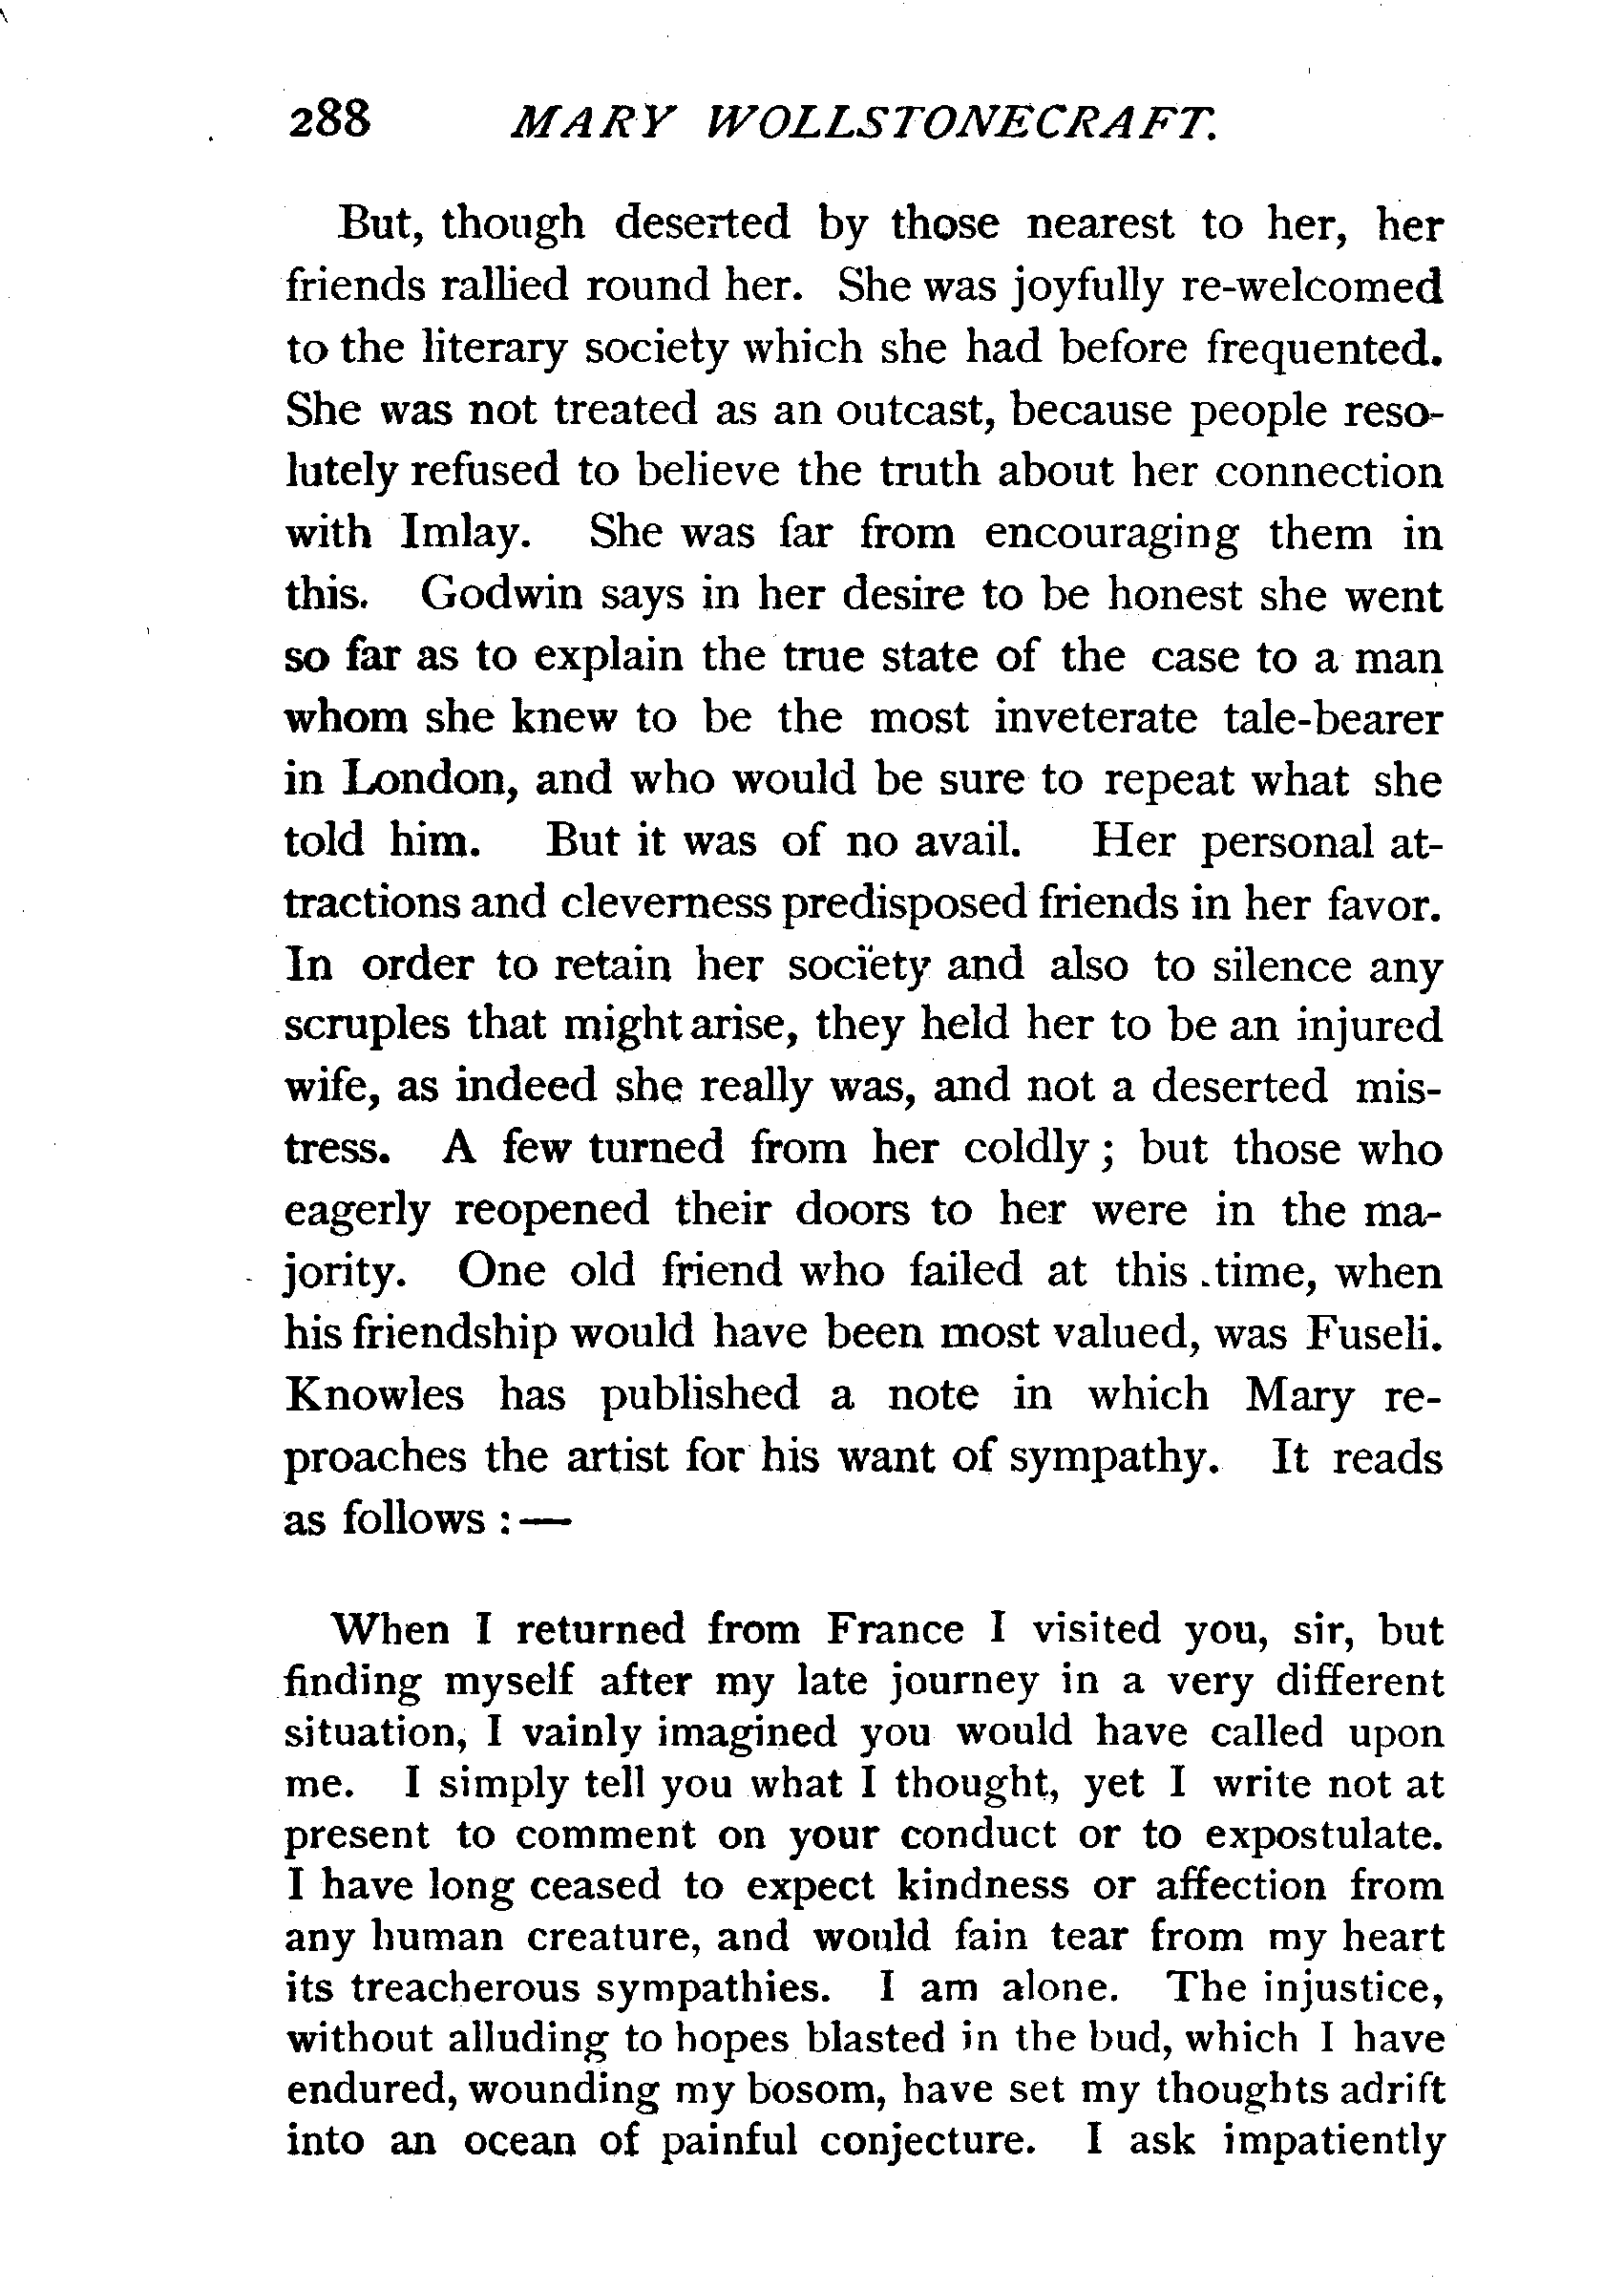 288 MARY WOLLSTONECRAFT.
But, though deserted by those nearest to her, her
friends rallied round her. She was joyfully re-welcomed
to the literary society which she had before frequented.
She was not treated as an outcast, because people reso-
lutely refused to believe the truth about her connection
with Imlay. She was far from encouraging them in
this. Godwin says in her desire to be honest she went
so far as to explain the true state of the case to a man
whom she knew to be the most inveterate tale-bearer
in London, and who would be sure to repeat what she
told him. But it was of no avail. Her personal at-
tractions and cleverness predisposed friends in her favor.
In order to retain her society and also to silence any
scruples that might arise, they held her to be an injured
wife, as indeed she really was, and not a deserted mis-
tress. A few turned from her coldly; but those who
eagerly reopened their doors to her were in the ma-
jority. One old friend who failed at this time, when
his friendship would have been most valued, was Fuseli.
Knowles has published a note in which Mary re-
proaches the artist for his want of sympathy. It reads
as follows:—
When I returned from France I visited you, sir, but
finding myself after my late journey in a very different
situation, I vainly imagined you would have called upon
me. I simply tell you what I thought, yet I write not at
present to comment on your conduct or to expostulate.
I have long ceased to expect kindness or affection from
any human creature, and would fain tear from my heart
its treacherous sympathies. I am alone. The injustice,
without alluding to hopes blasted in the bud, which I have
endured, wounding my bosom, have set my thoughts adrift
into an ocean of painful conjecture. I ask impatiently